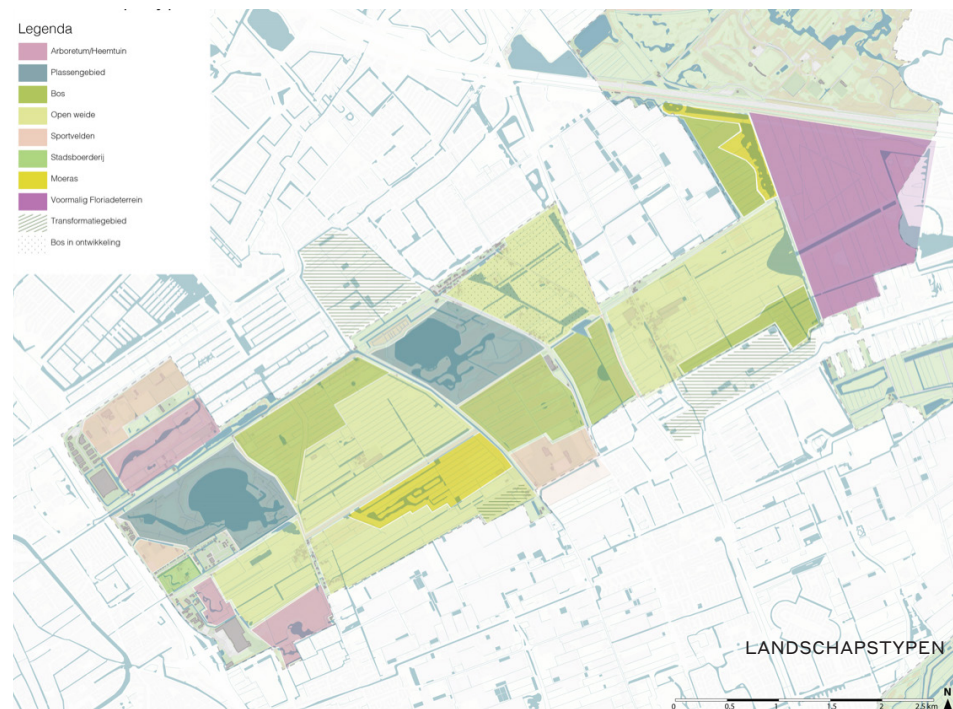 Legenda
Arboretum/Heemtuin
Plassengebied
Bos
Open weide
Sportvelden
Stadsboerderij
Moeras
Voormalig Floriadeterrein
Transformatiegebied
Bos in ontwikkeling
LANDSCHAPSTYPEN
N
0 0.5 1 1.5 2 2.5 km